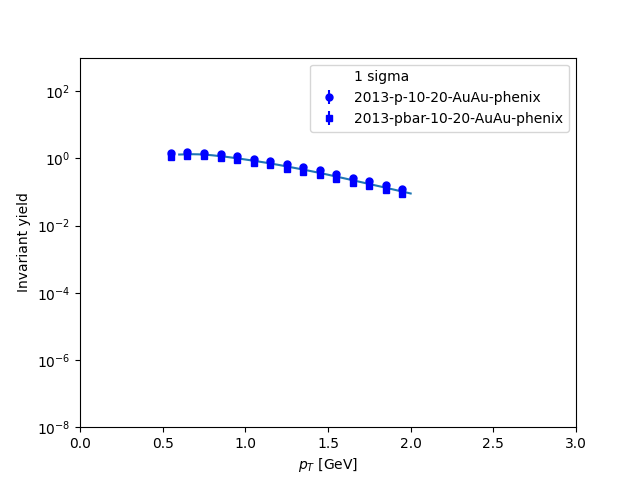 1 sigma
2013-p-10-20-AuAu-phenix
2013-pbar-10-20-AuAu-phenix
Invariant yield
10^2
10^0
10^-2
10^-4
10^-6
10^-8
0.0 0.5 1.0 1.5 2.0 2.5 3.0
p_T [GeV]